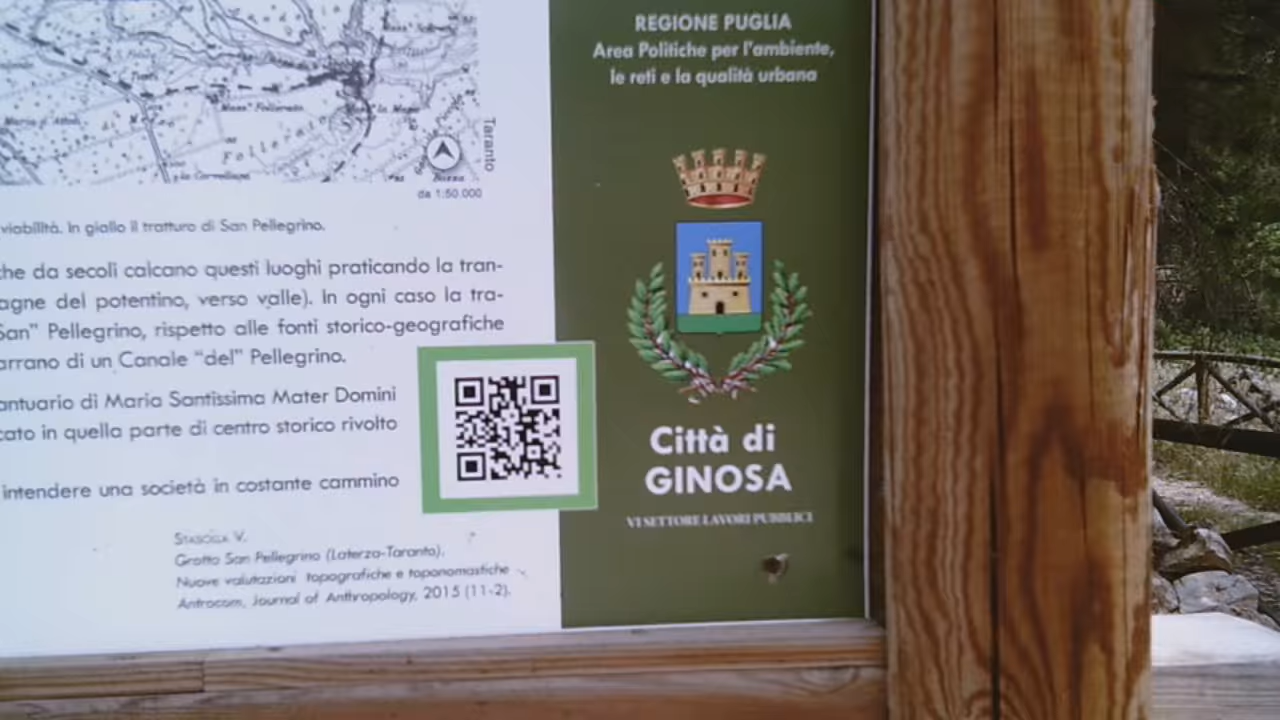 Taranto
da 1:50.000
viabilità. In giallo il tratturo di San Pellegrino.
che da secoli calcano questi luoghi praticando la tran-
agne del potentino, verso valle). In ogni caso la tra-
San” Pellegrino, rispetto alle fonti storico-geografiche
arrano di un Canale “del” Pellegrino.
antuario di Maria Santissima Mater Domini
cato in quella parte di centro storico rivolto
intendere una società in costante cammino
Grotta San Pellegrino (Laterza-Taranto).
Nuove valutazioni topografiche e toponomastiche
Antrocom, Journal of Anthropology, 2015 (11-2).
REGIONE PUGLIA
Area Politiche per l'ambiente,
le reti e la qualità urbana
Città di
GINOSA
VI SETTORE LAVORI PUBBLICI